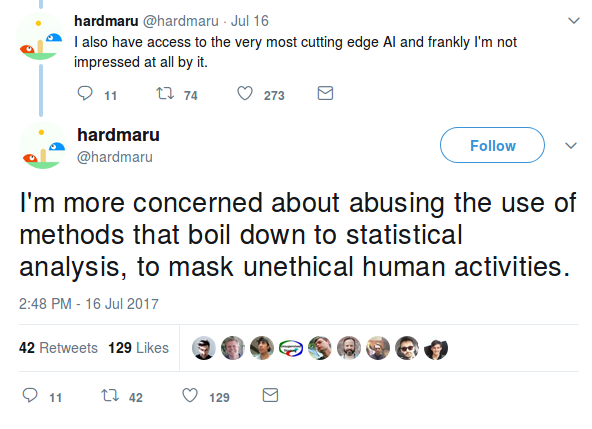 hardmaru @hardmaru · Jul 16
I also have access to the very most cutting edge AI and frankly I'm not
impressed at all by it.
11 74 273
hardmaru
@hardmaru
Follow
I'm more concerned about abusing the use of
methods that boil down to statistical
analysis, to mask unethical human activities.
2:48 PM - 16 Jul 2017
42 Retweets 129 Likes
11 42 129